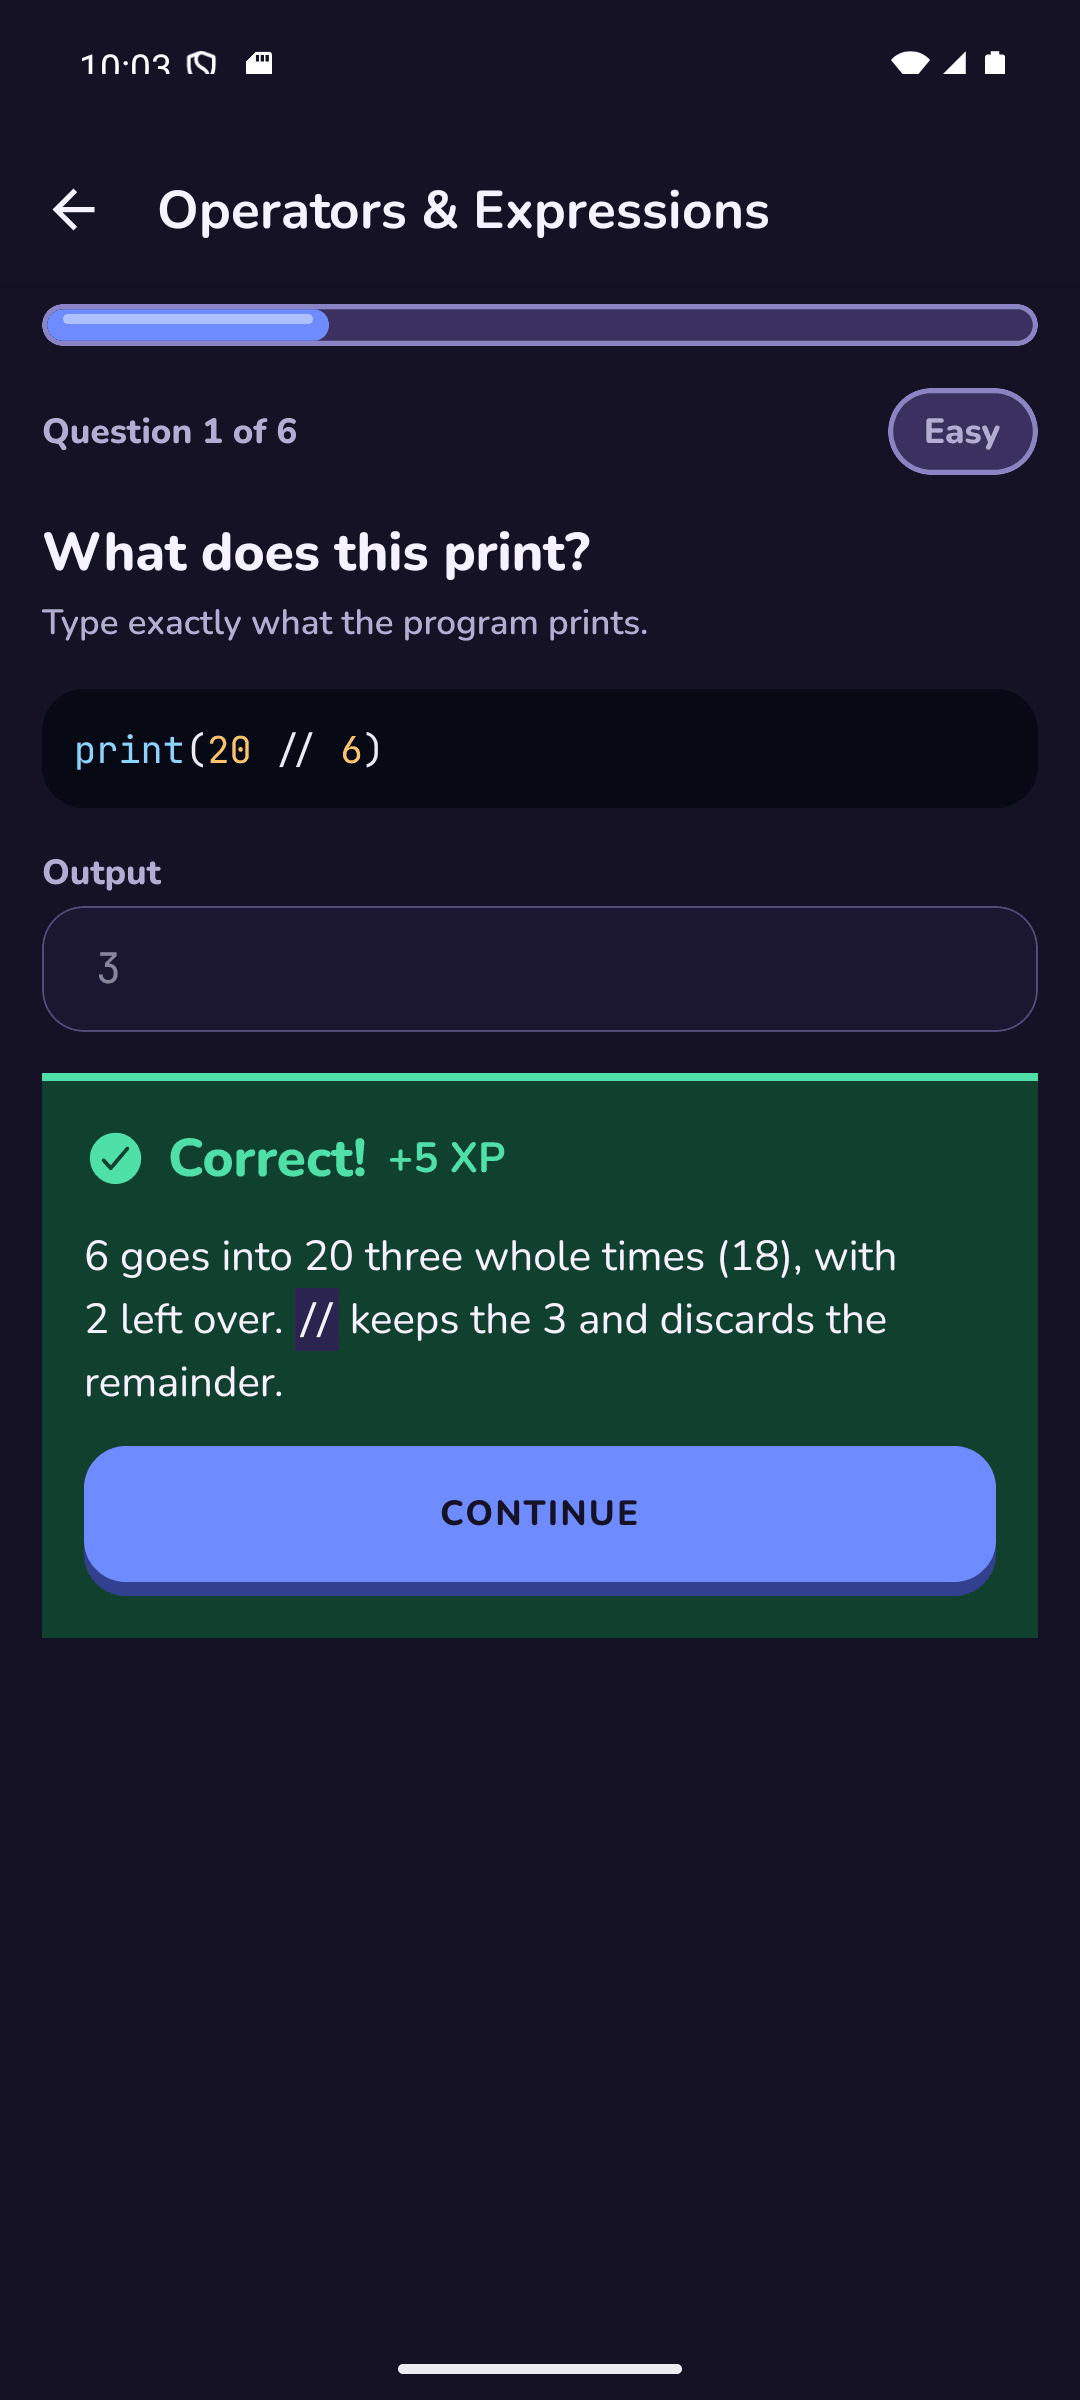 10:03
Operators & Expressions
Question 1 of 6
Easy
What does this print?
Type exactly what the program prints.
print(20 // 6)
Output
3
Correct! +5 XP
6 goes into 20 three whole times (18), with
2 left over. // keeps the 3 and discards the
remainder.
CONTINUE